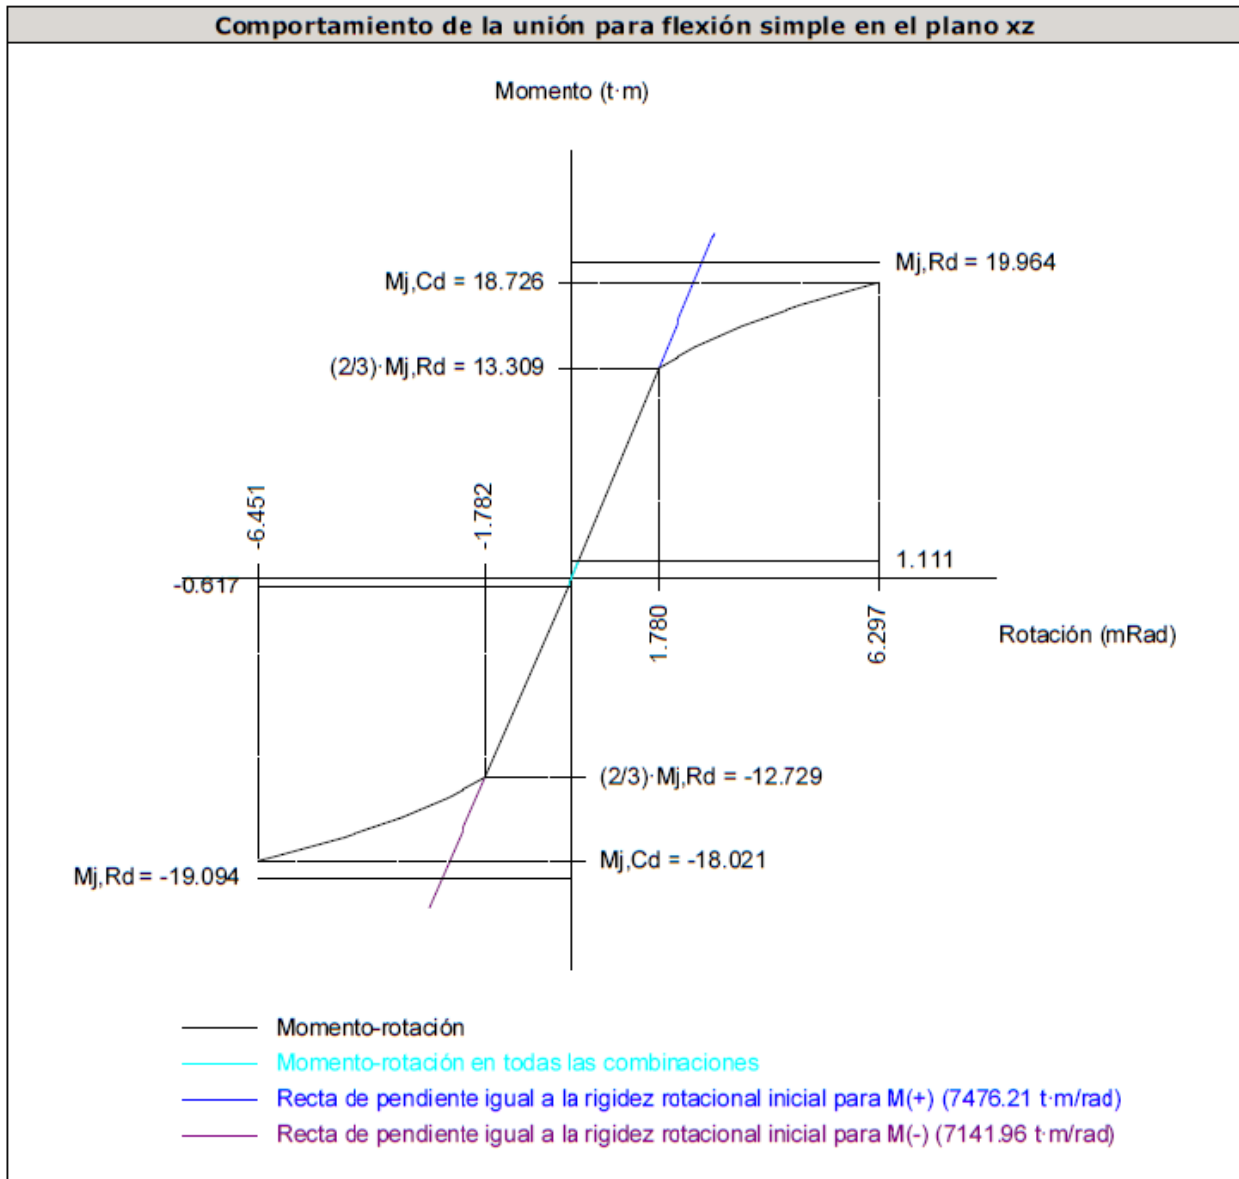 Comportamiento de la unión para flexión simple en el plano xz
Momento (t·m)
Mj,Rd = 19.964
Mj,Cd = 18.726
(2/3)·Mj,Rd = 13.309
-6.451
-1.782
1.111
-0.617
1.780
6.297
Rotación (mRad)
(2/3)·Mj,Rd = -12.729
Mj,Cd = -18.021
Mj,Rd = -19.094
Momento-rotación
Momento-rotación en todas las combinaciones
Recta de pendiente igual a la rigidez rotacional inicial para M(+) (7476.21 t·m/rad)
Recta de pendiente igual a la rigidez rotacional inicial para M(-) (7141.96 t·m/rad)